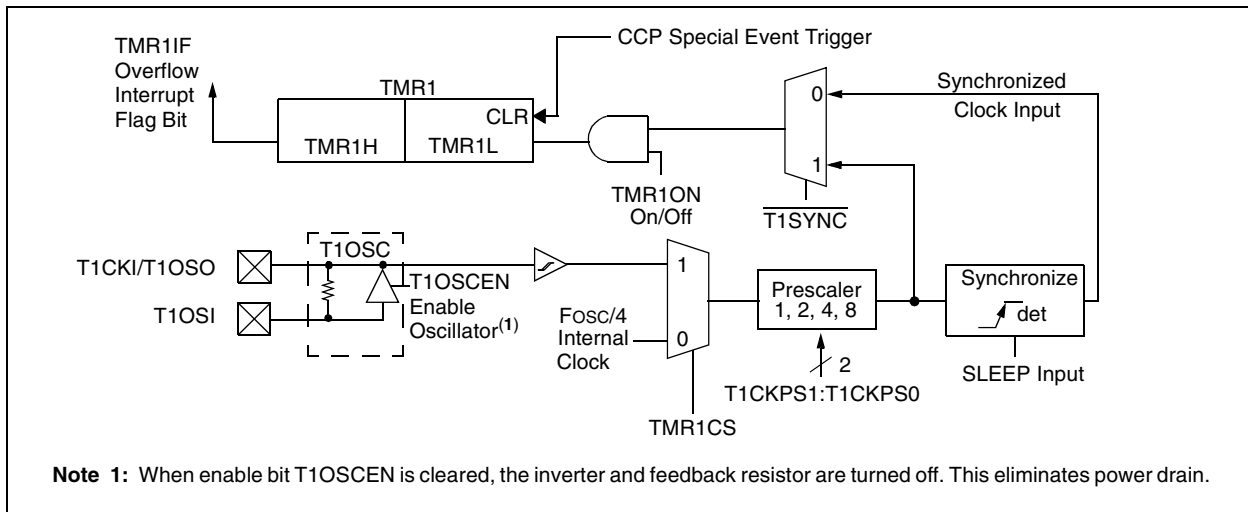 CCP Special Event Trigger
TMR1IF
Overflow
Interrupt
Flag Bit
TMR1
CLR
TMR1H
TMR1L
TMR1ON
On/Off
0
1
T1SYNC
Synchronized
Clock Input
T1CKI/T1OSO
T1OSI
T1OSC
T1OSCEN
Enable
Oscillator(1)
FOSC/4
Internal
Clock
1
0
TMR1CS
Prescaler
1, 2, 4, 8
2
T1CKPS1:T1CKPS0
Synchronize
det
SLEEP Input
Note 1: When enable bit T1OSCEN is cleared, the inverter and feedback resistor are turned off. This eliminates power drain.